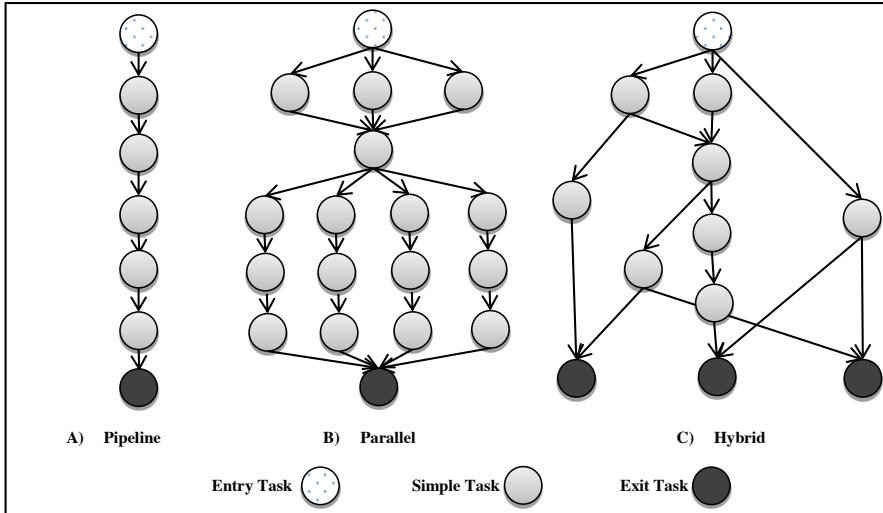 A) Pipeline
B) Parallel
C) Hybrid
Entry Task
Simple Task
Exit Task